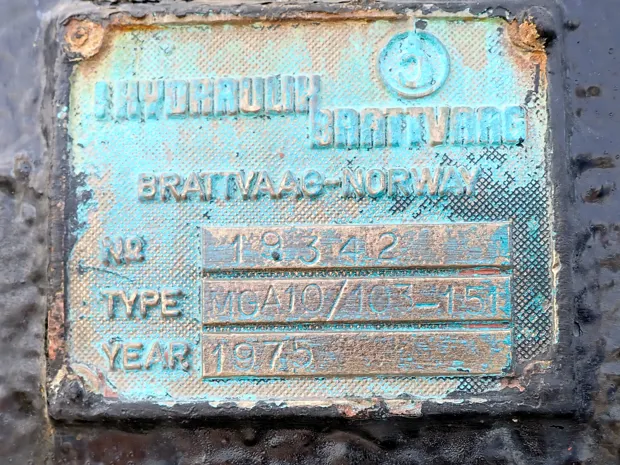 A/S HYDRAULIK
BRATTVAAG
BRATTVAAG-NORWAY
No 19342
TYPE MGA10/103-151
YEAR 1975